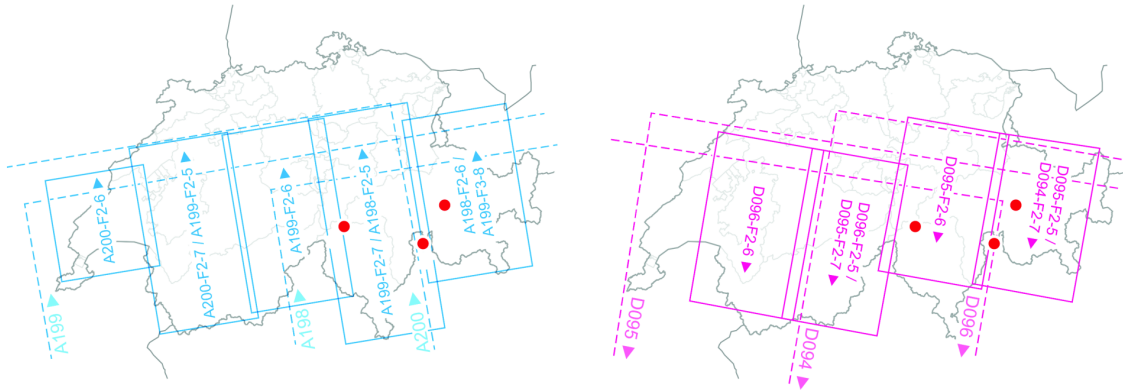 A200-F2-6
A200-F2-7 / A199-F2-5
A199-F2-6
A199-F2-7 / A198-F2-5
A198-F2-6 /
A199-F3-8
A199
A198
A200
D096-F2-6
D096-F2-5 /
D095-F2-7
D095-F2-6
D095-F2-5 /
D094-F2-7
D095
D094
D096